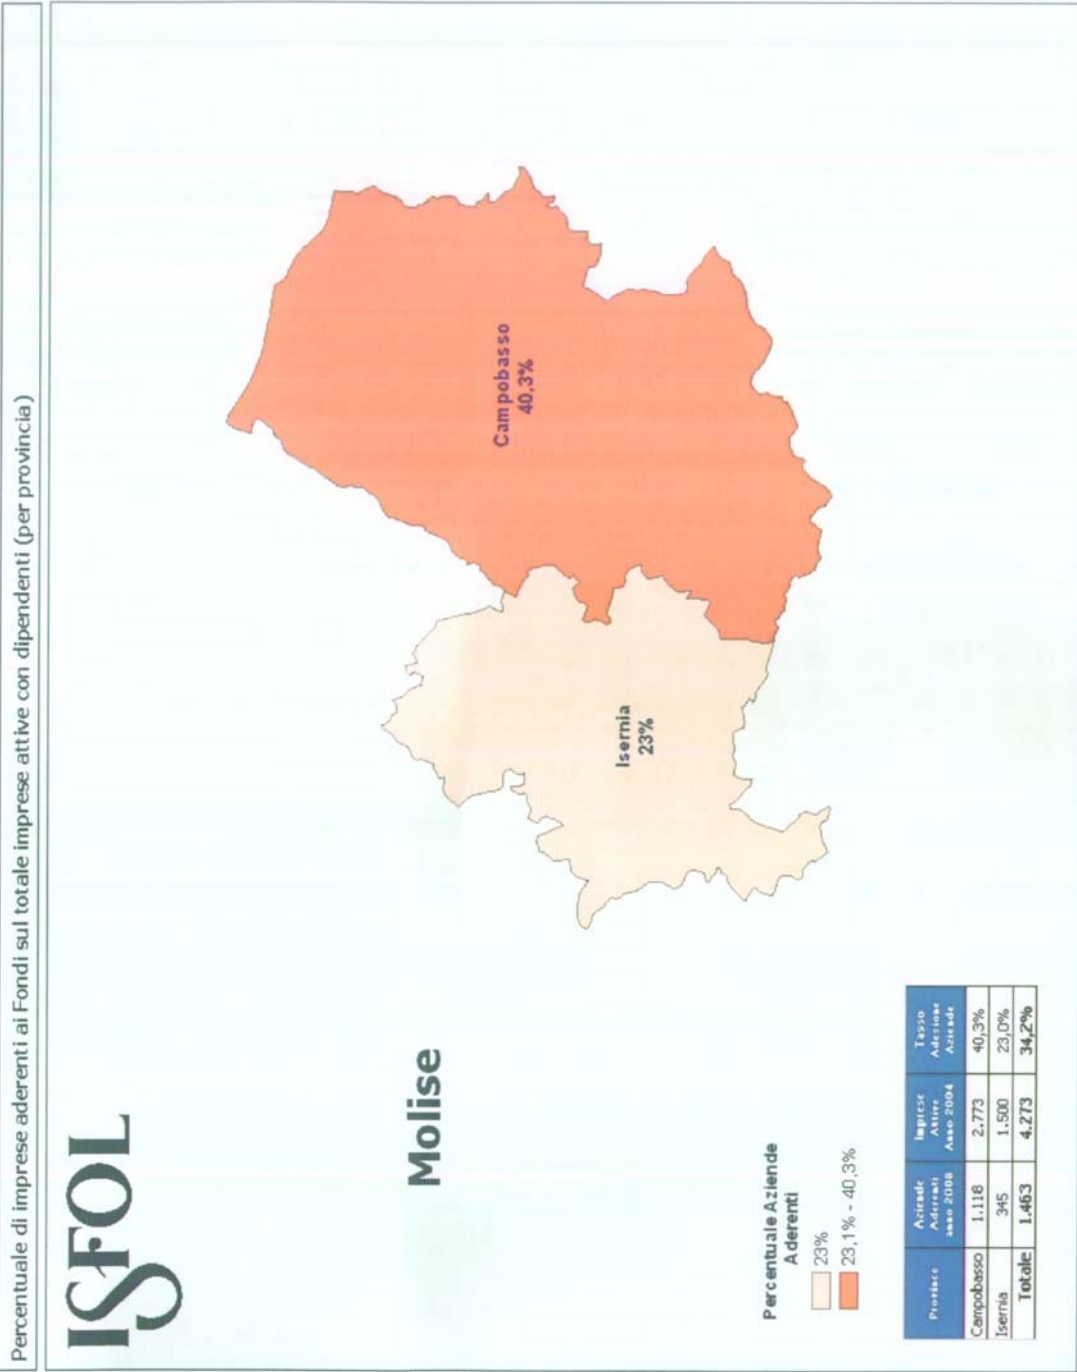 Percentuale di imprese aderenti ai Fondi sul totale imprese attive con dipendenti (per provincia)
ISFOL
Molise
Campobasso
40,3%
Isernia
23%
Percentuale Aziende
Aderenti
23%
23,1% - 40,3%
Province Aziende Aderenti anno 2008 Imprese Attive Anno 2004 Tasso Adesione Aziende
Campobasso 1.118 2.773 40,3%
Isernia 345 1.500 23,0%
Totale 1.463 4.273 34,2%